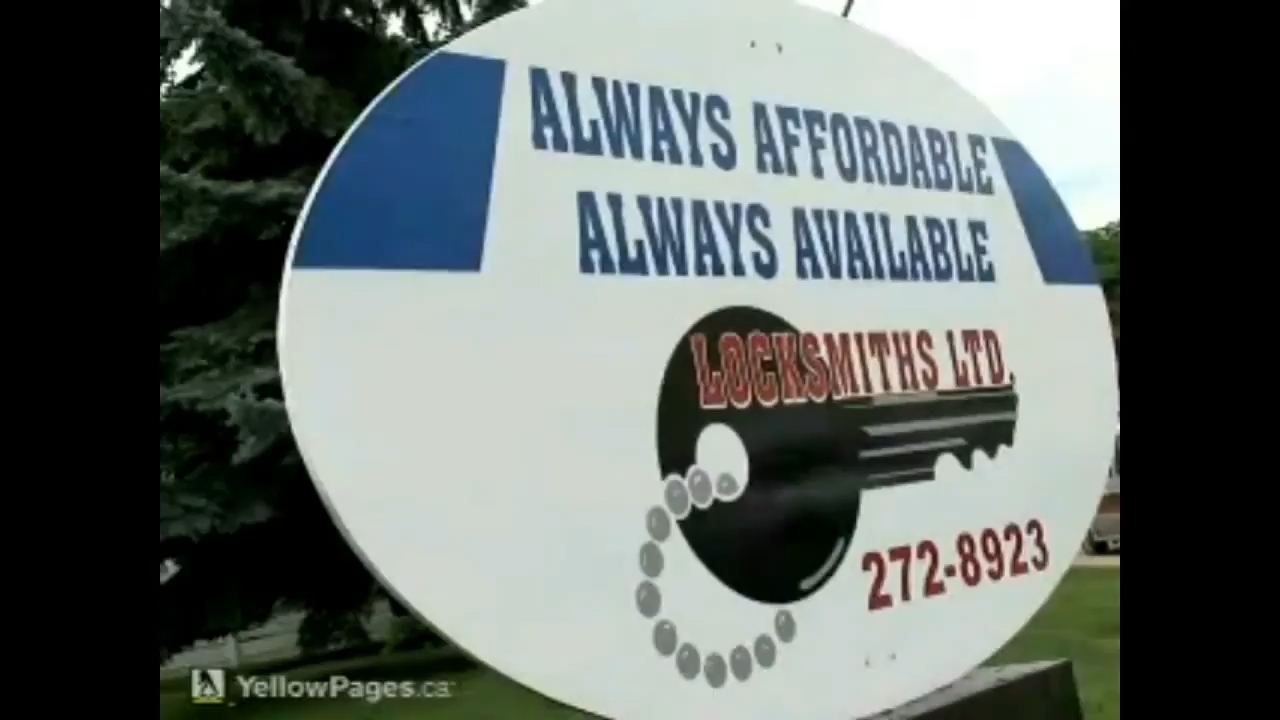 ALWAYS AFFORDABLE
ALWAYS AVAILABLE
LOCKSMITHS LTD.
272-8923
YellowPages.ca